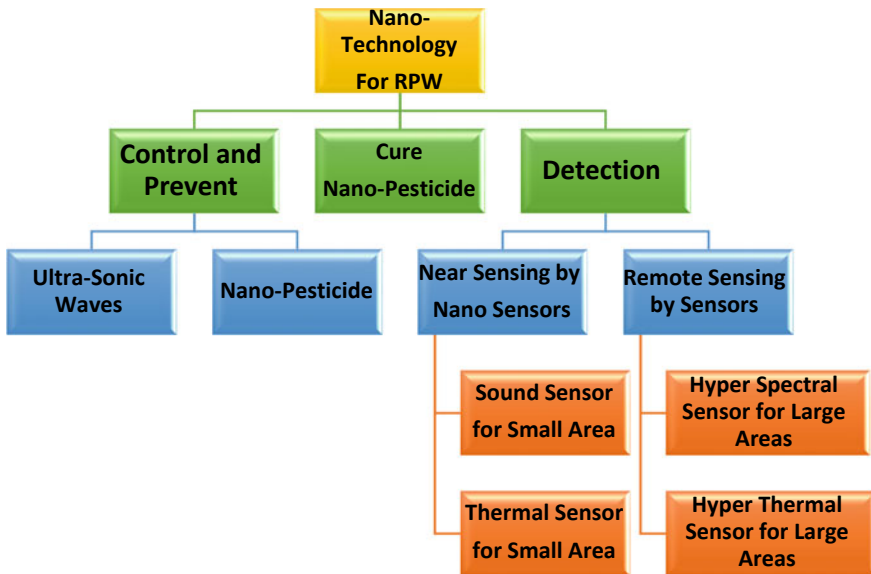 Nano-
Technology
For RPW
Control and
Prevent
Cure
Nano-Pesticide
Detection
Ultra-Sonic
Waves
Nano-Pesticide
Near Sensing by
Nano Sensors
Remote Sensing
by Sensors
Sound Sensor
for Small Area
Hyper Spectral
Sensor for Large
Areas
Thermal Sensor
for Small Area
Hyper Thermal
Sensor for Large
Areas